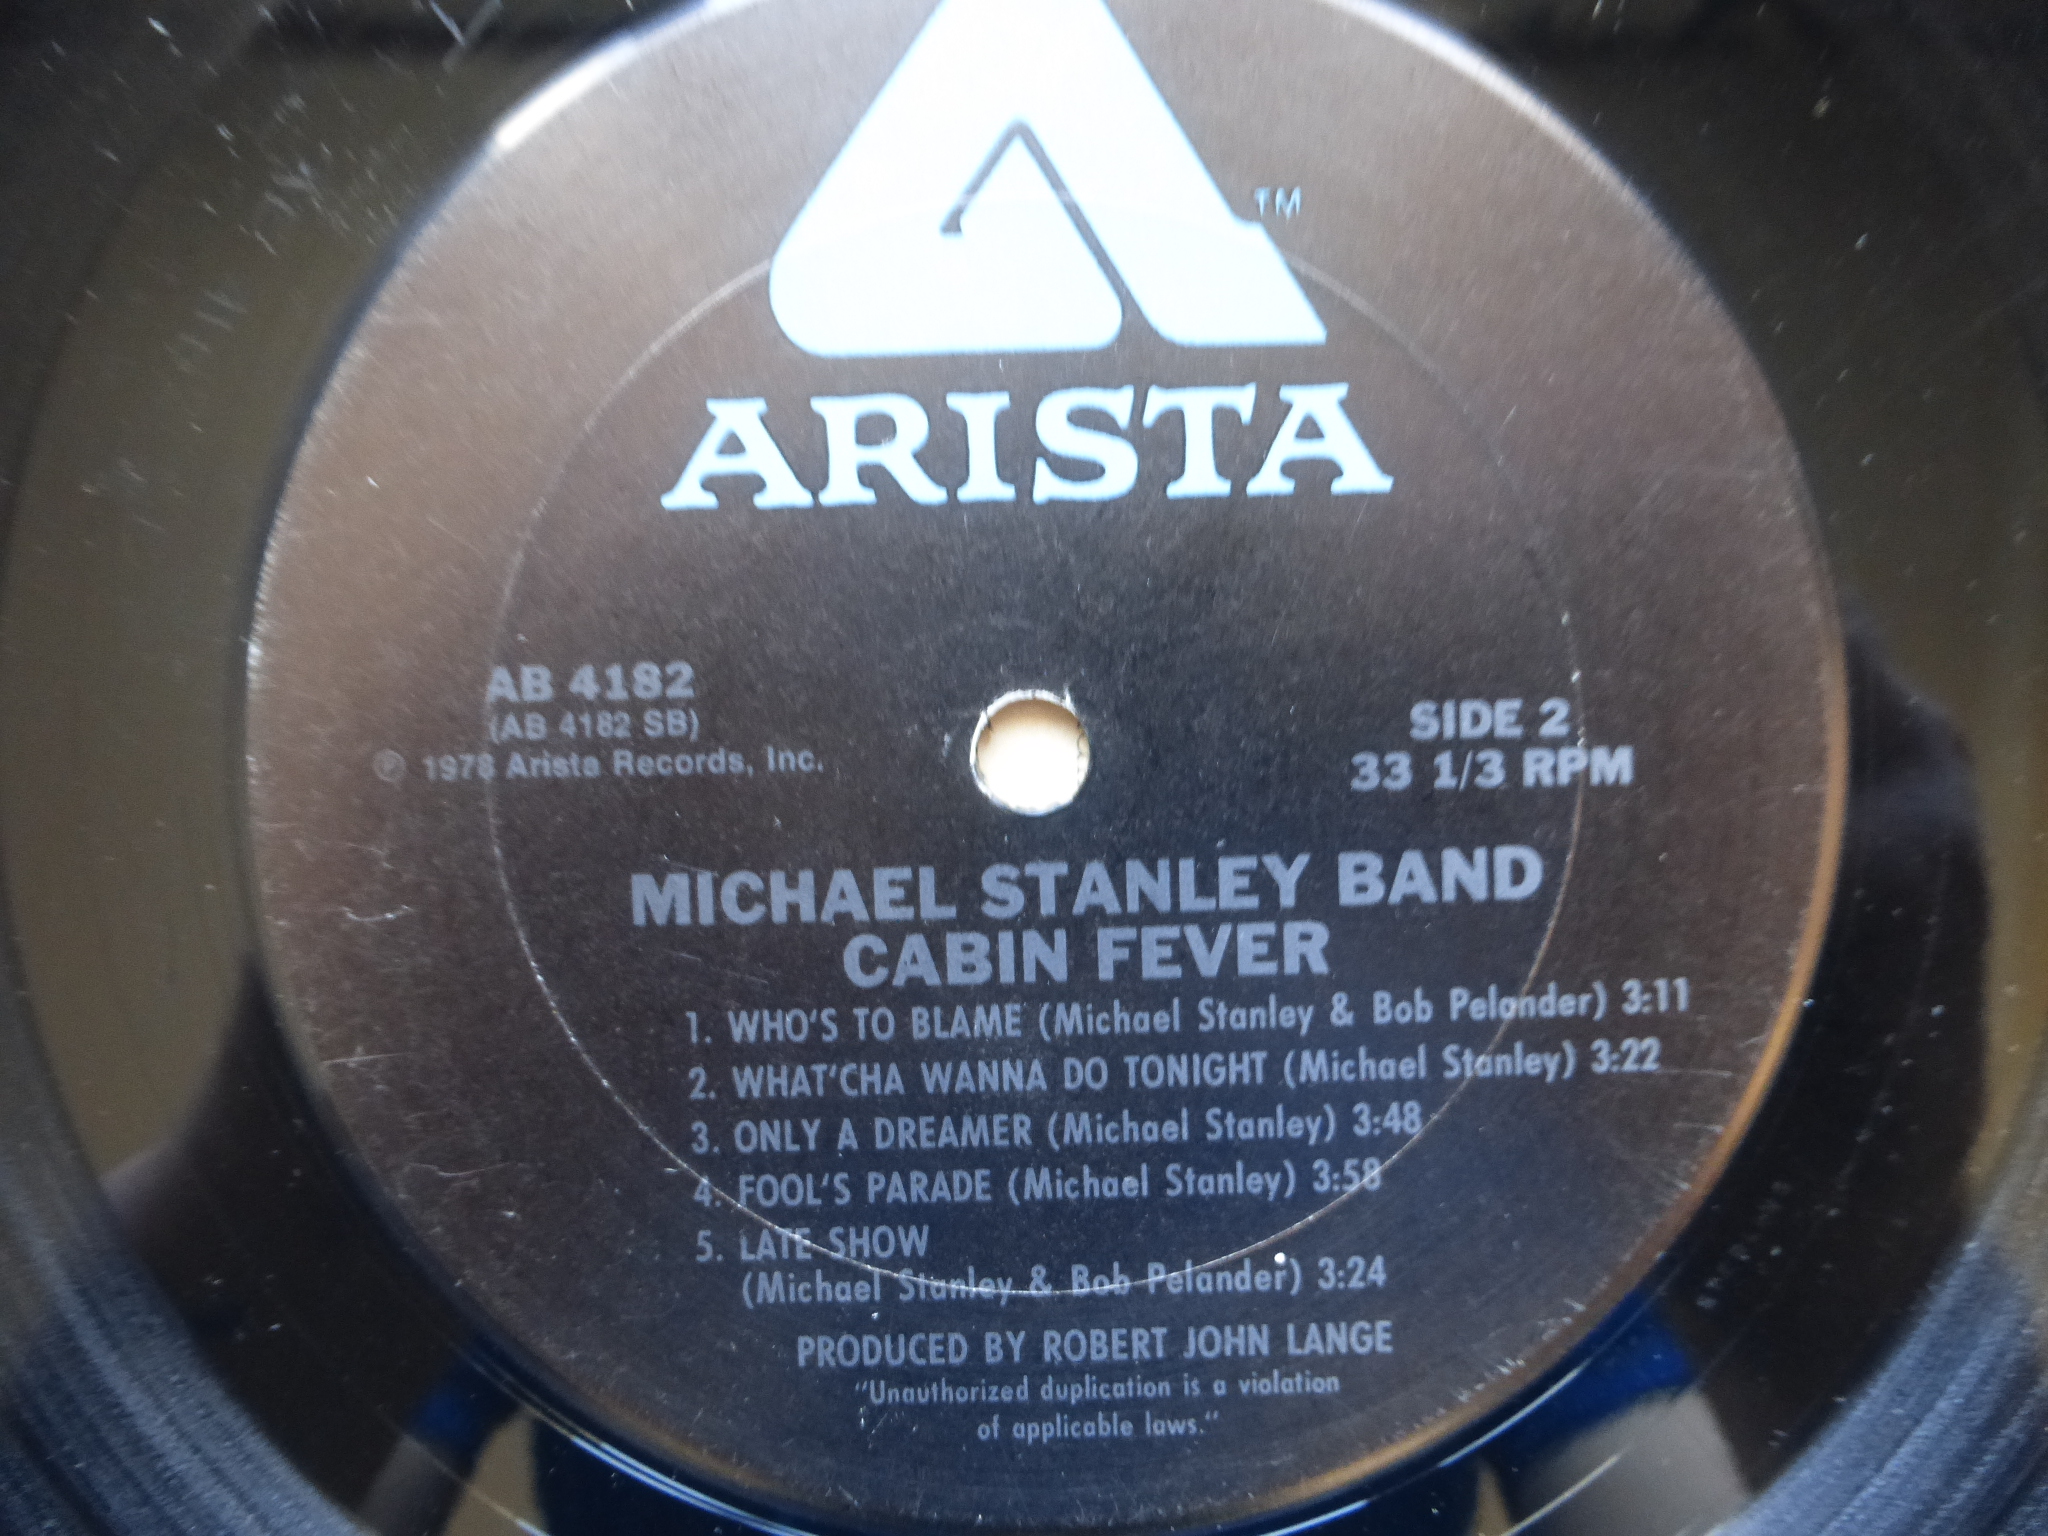 TM
ARISTA
AB 4182
(AB 4182 SB)
℗ 1978 Arista Records, Inc.
SIDE 2
33 1/3 RPM
MICHAEL STANLEY BAND
CABIN FEVER
1. WHO'S TO BLAME (Michael Stanley & Bob Pelander) 3:11
2. WHAT'CHA WANNA DO TONIGHT (Michael Stanley) 3:22
3. ONLY A DREAMER (Michael Stanley) 3:48
4. FOOL'S PARADE (Michael Stanley) 3:58
5. LATE SHOW
(Michael Stanley & Bob Pelander) 3:24
PRODUCED BY ROBERT JOHN LANGE
"Unauthorized duplication is a violation
of applicable laws."